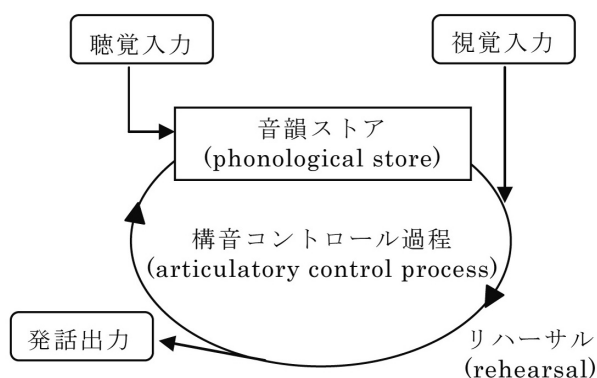 聴覚入力
視覚入力
音韻ストア
(phonological store)
構音コントロール過程
(articulatory control process)
発話出力
リハーサル
(rehearsal)